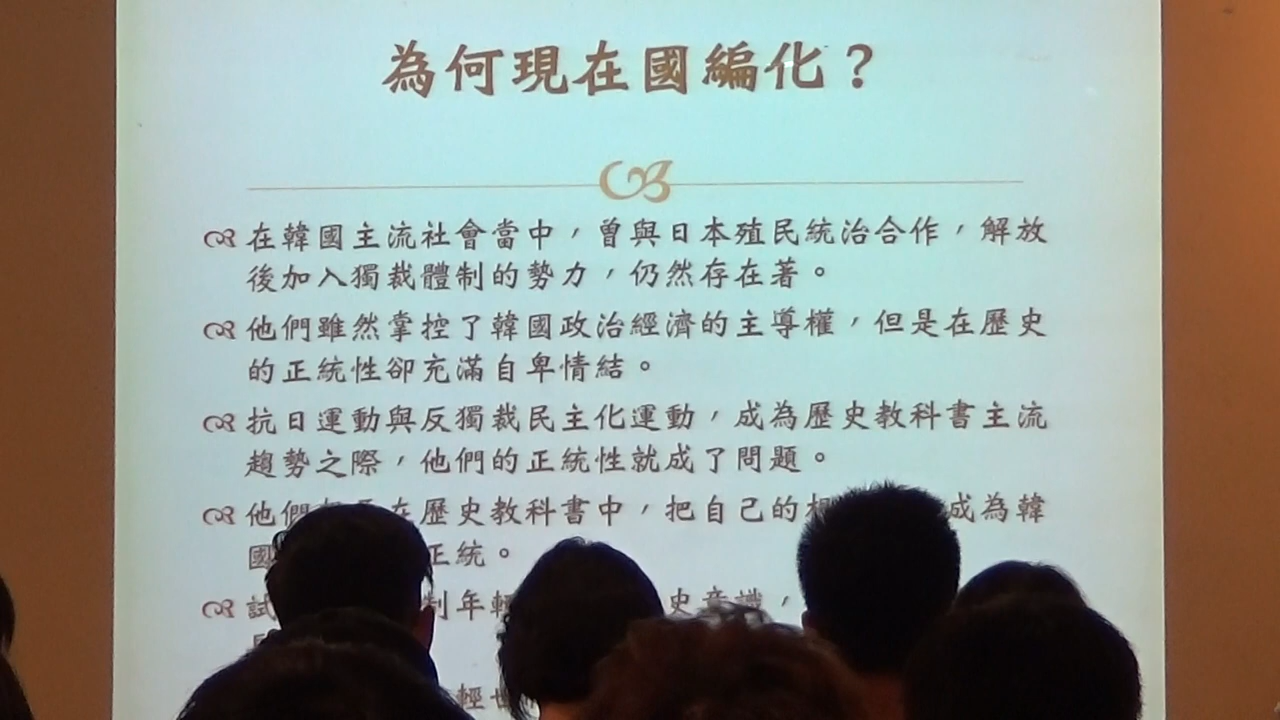 為何現在國編化？
在韓國主流社會當中，曾與日本殖民統治合作，解放
後加入獨裁體制的勢力，仍然存在著。
他們雖然掌控了韓國政治經濟的主導權，但是在歷史
的正統性卻充滿自卑情結。
抗日運動與反獨裁民主化運動，成為歷史教科書主流
趨勢之際，他們的正統性就成了問題。
他們 在歷史教科書中，把自己的 成為韓
國 正統。
試 制年輕 史意識，
輕世